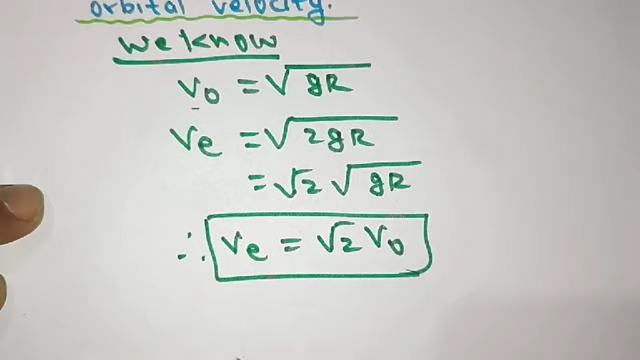 orbital velocity.
We know
V₀ = √gR
Ve = √2gR
= √2 √gR
∴ Ve = √2 V₀